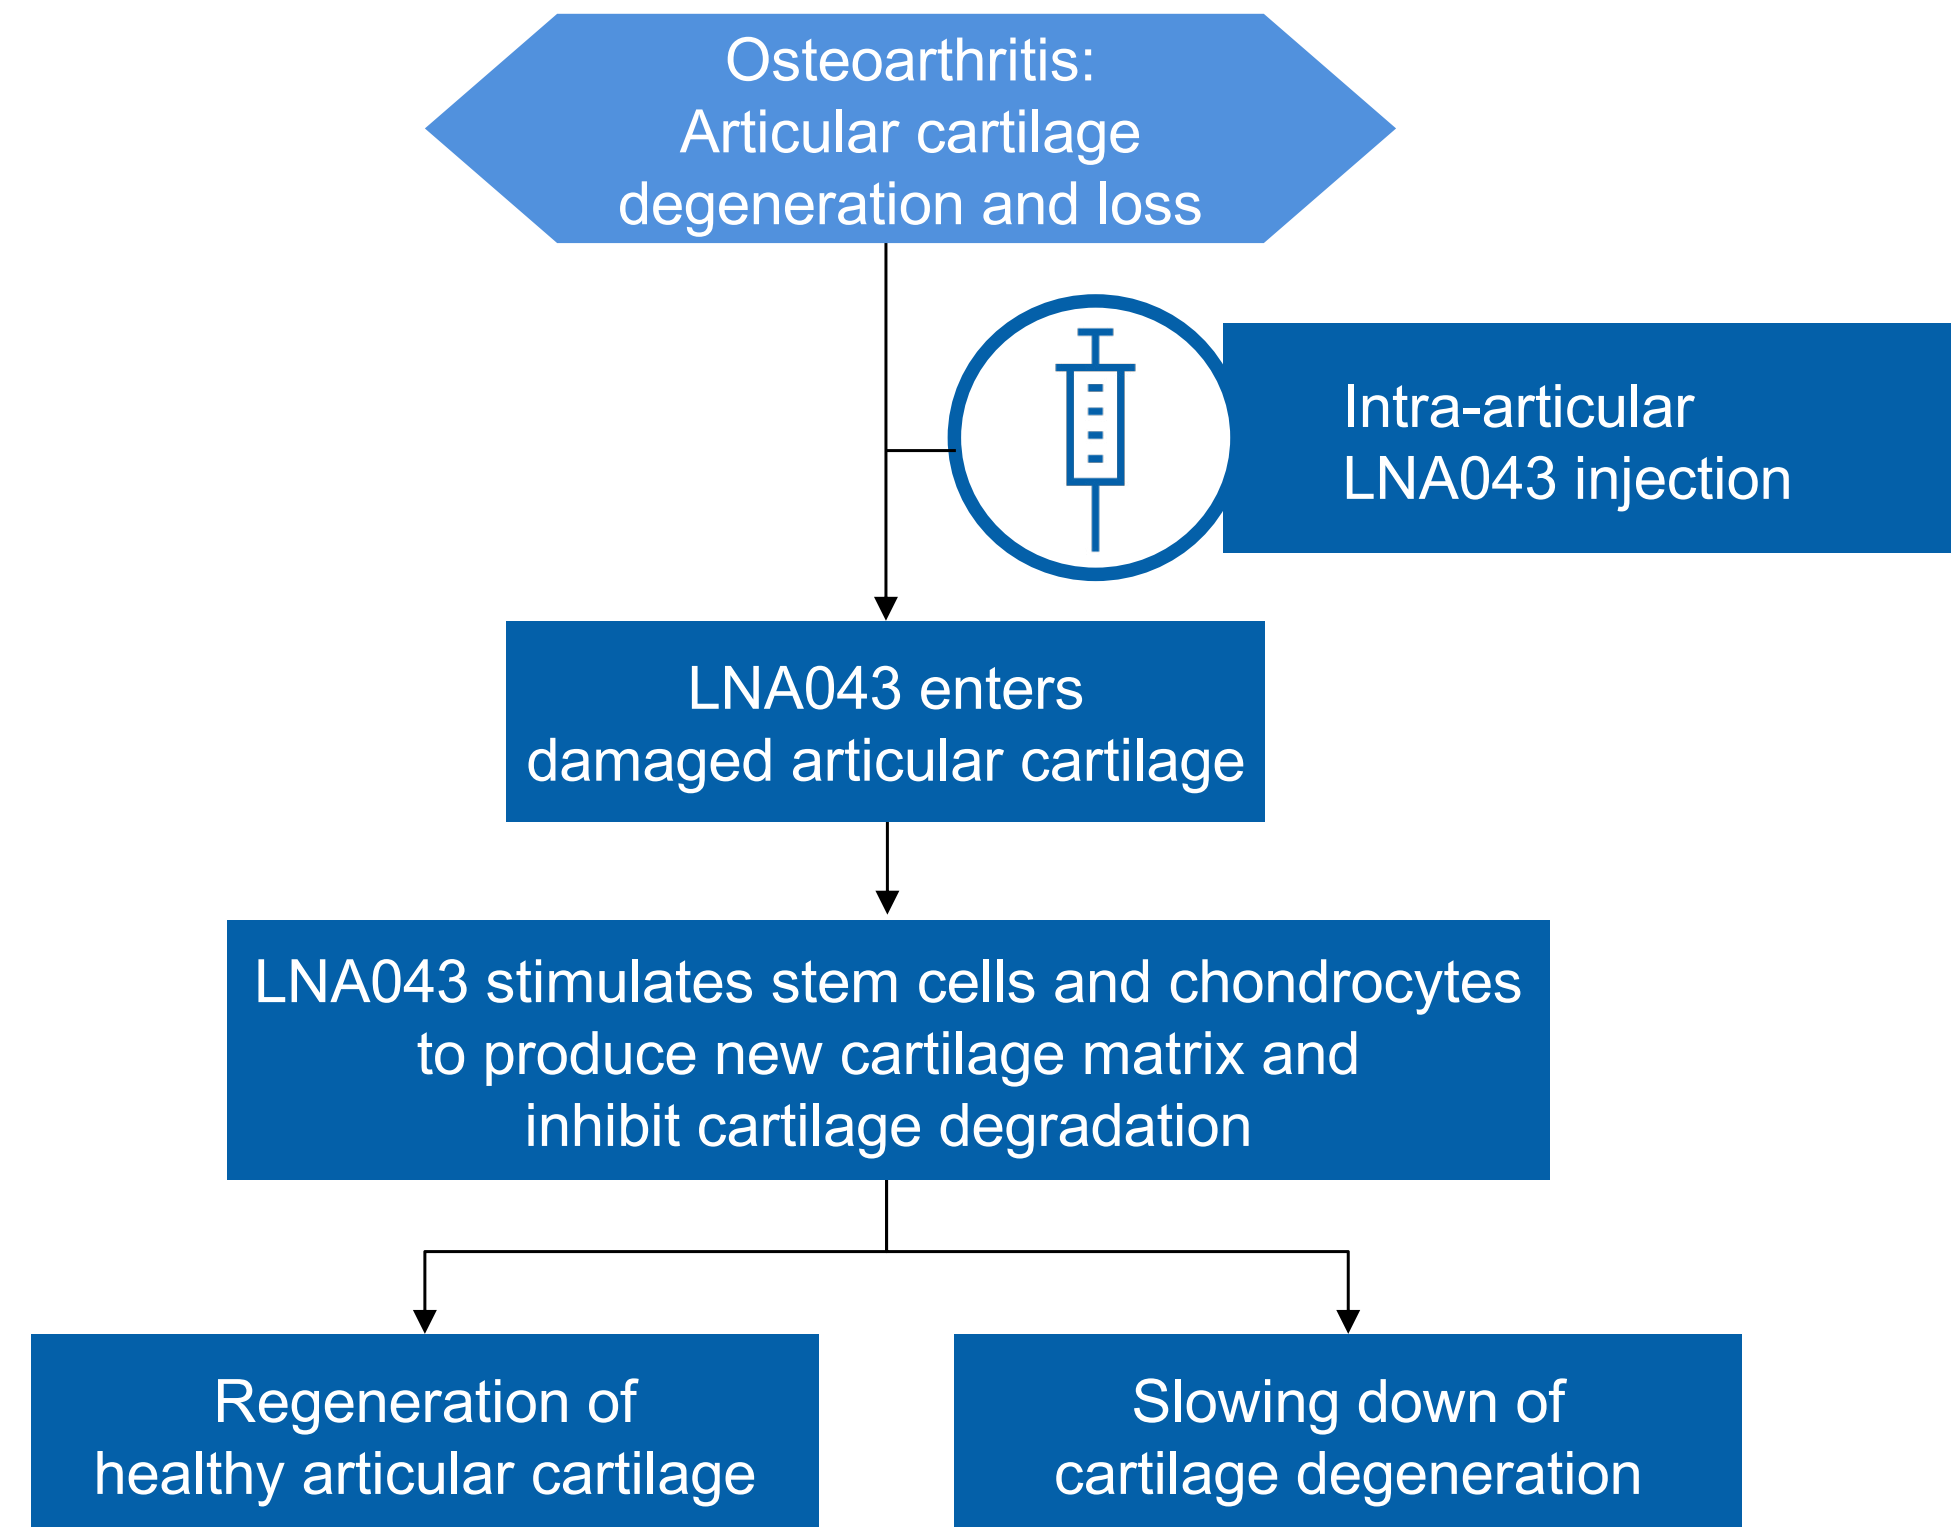 Osteoarthritis:
Articular cartilage
degeneration and loss
Intra-articular
LNA043 injection
LNA043 enters
damaged articular cartilage
LNA043 stimulates stem cells and chondrocytes
to produce new cartilage matrix and
inhibit cartilage degradation
Regeneration of
healthy articular cartilage
Slowing down of
cartilage degeneration